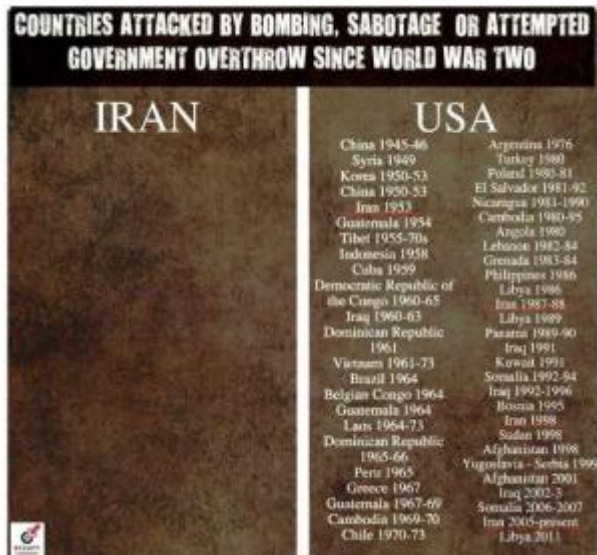 COUNTRIES ATTACKED BY BOMBING, SABOTAGE OR ATTEMPTED
GOVERNMENT OVERTHROW SINCE WORLD WAR TWO
IRAN
USA
China 1945-46
Syria 1949
Korea 1950-53
China 1950-53
Iran 1953
Guatemala 1954
Tibet 1955-70s
Indonesia 1958
Cuba 1959
Democratic Republic of
the Congo 1960-65
Iraq 1960-63
Dominican Republic
1961
Vietnam 1961-73
Brazil 1964
Belgian Congo 1964
Guatemala 1964
Laos 1964-73
Dominican Republic
1965-66
Peru 1965
Greece 1967
Guatemala 1967-69
Cambodia 1969-70
Chile 1970-73
Argentina 1976
Turkey 1980
Poland 1980-81
El Salvador 1981-92
Nicaragua 1981-1990
Cambodia 1980-95
Angola 1980
Lebanon 1982-84
Grenada 1983-84
Philippines 1986
Libya 1986
Iran 1987-88
Libya 1989
Panama 1989-90
Iraq 1991
Kuwait 1991
Somalia 1992-94
Iraq 1992-1996
Bosnia 1995
Iran 1998
Sudan 1998
Afghanistan 1998
Yugoslavia - Serbia 1999
Afghanistan 2001
Iraq 2002-3
Somalia 2006-2007
Iran 2005-present
Libya 2011